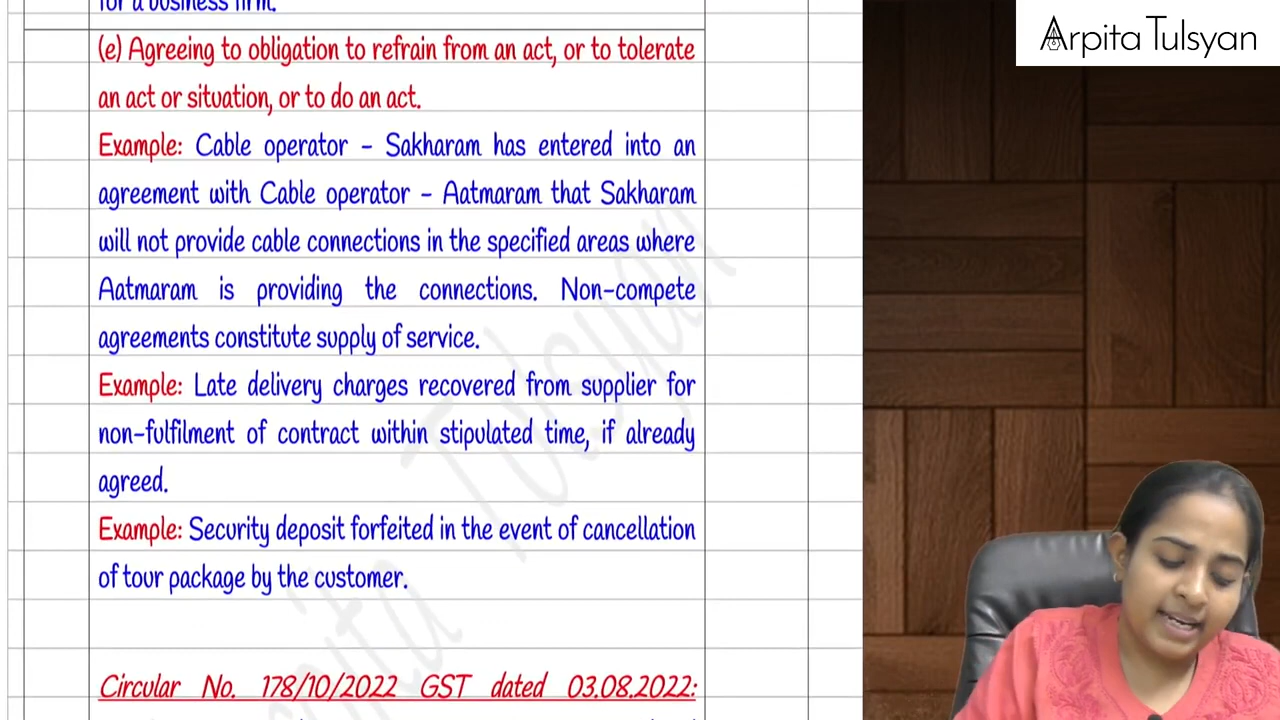 for a business firm.
Arpita Tulsyan
(e) Agreeing to obligation to refrain from an act, or to tolerate
an act or situation, or to do an act.
Example: Cable operator – Sakharam has entered into an
agreement with Cable operator – Aatmaram that Sakharam
will not provide cable connections in the specified areas where
Aatmaram is providing the connections. Non-compete
agreements constitute supply of service.
Example: Late delivery charges recovered from supplier for
non-fulfilment of contract within stipulated time, if already
agreed.
Example: Security deposit forfeited in the event of cancellation
of tour package by the customer.
Circular No. 178/10/2022 GST dated 03.08.2022: